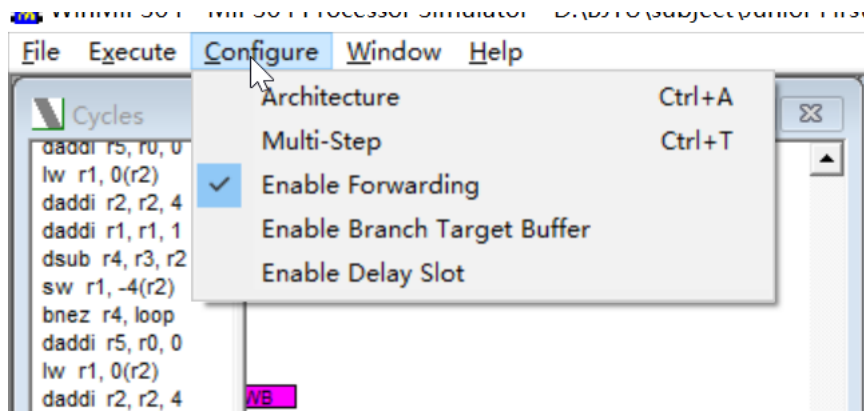 File Execute Configure Window Help
Architecture Ctrl+A
Multi-Step Ctrl+T
Enable Forwarding
Enable Branch Target Buffer
Enable Delay Slot
Cycles
daddi r5, r0, 0
lw r1, 0(r2)
daddi r2, r2, 4
daddi r1, r1, 1
dsub r4, r3, r2
sw r1, -4(r2)
bnez r4, loop
daddi r5, r0, 0
lw r1, 0(r2)
daddi r2, r2, 4
WB